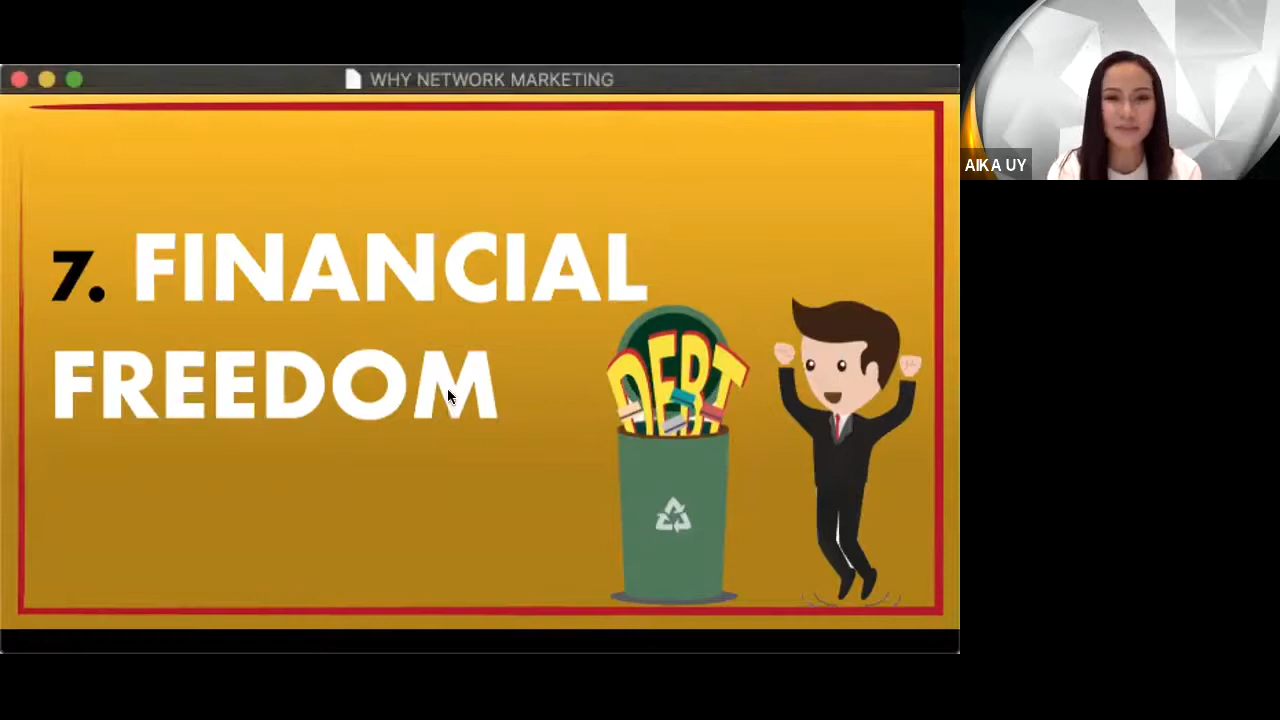 WHY NETWORK MARKETING
7. FINANCIAL
FREEDOM
DEBT
AIKA UY